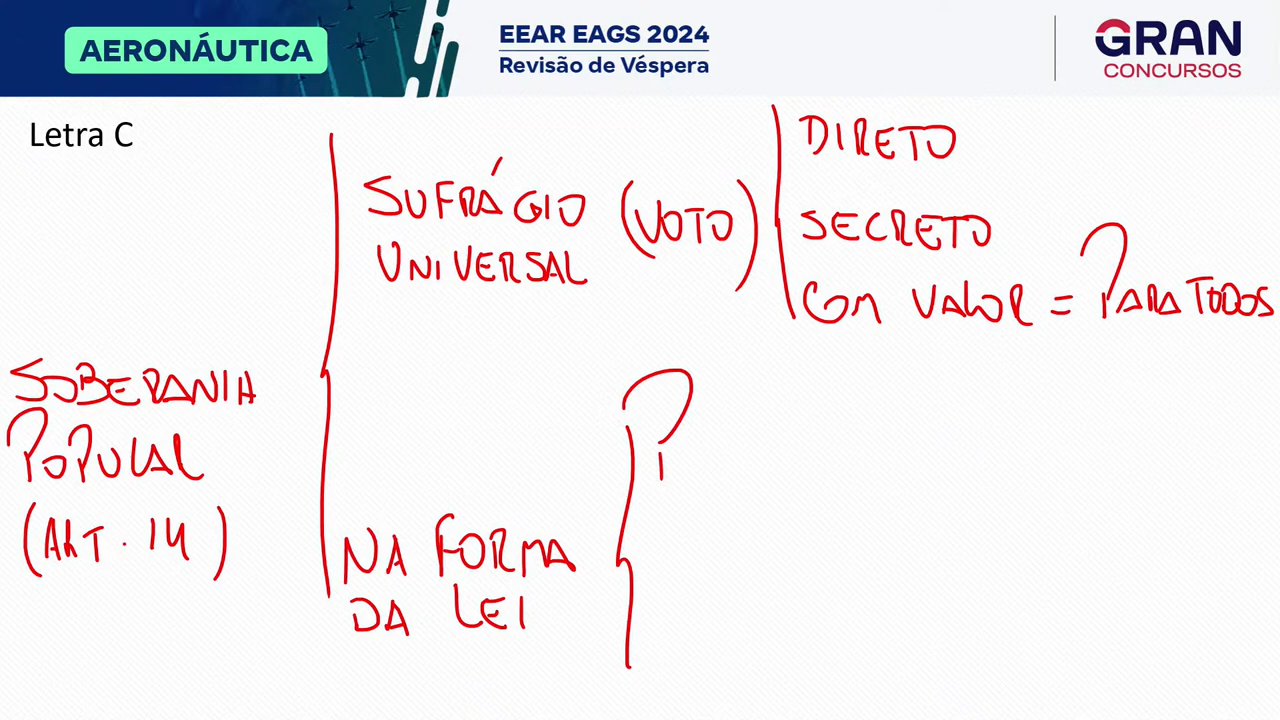 AERONÁUTICA
EEAR EAGS 2024
Revisão de Véspera
GRAN
CONCURSOS
Letra C
SOBERANIA
POPULAR
(ART. 14)
SUFRÁGIO (VOTO)
UNIVERSAL
DIRETO
SECRETO
COM VALOR = PARA TODOS
NA FORMA
DA LEI